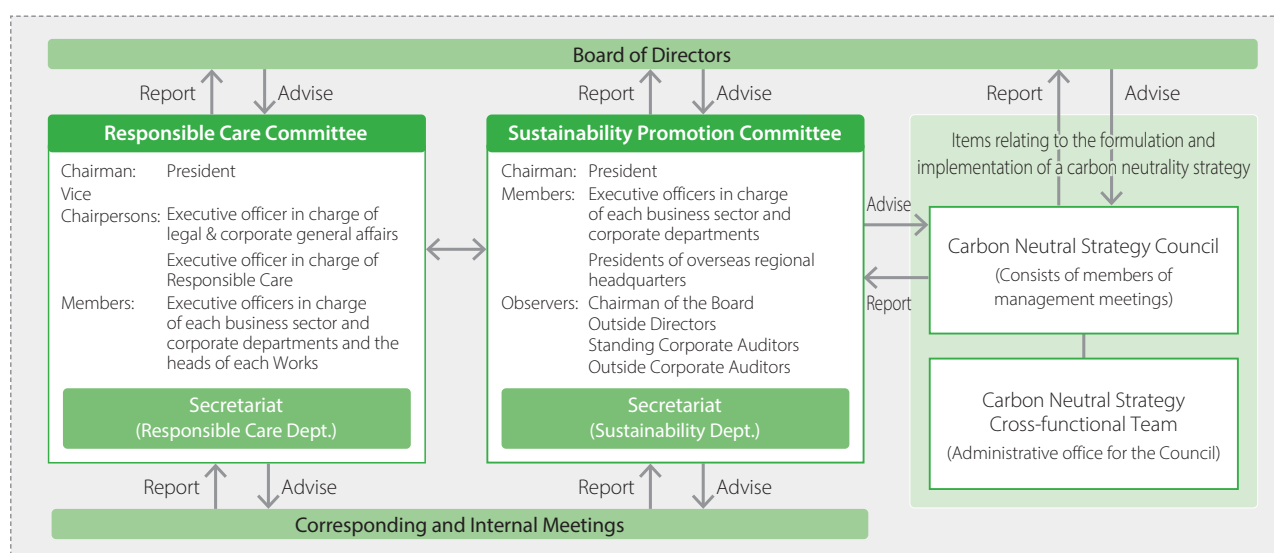 Board of Directors
Report
Advise
Report
Advise
Report
Advise
Responsible Care Committee
Chairman: President
Vice
Chairpersons: Executive officer in charge of
legal & corporate general affairs
Executive officer in charge of
Responsible Care
Members: Executive officers in charge
of each business sector and
corporate departments and the
heads of each Works
Secretariat
(Responsible Care Dept.)
Sustainability Promotion Committee
Chairman: President
Members: Executive officers in charge
of each business sector and
corporate departments
Presidents of overseas regional
headquarters
Observers: Chairman of the Board
Outside Directors
Standing Corporate Auditors
Outside Corporate Auditors
Secretariat
(Sustainability Dept.)
Advise
Report
Items relating to the formulation and
implementation of a carbon neutrality strategy
Carbon Neutral Strategy Council
(Consists of members of
management meetings)
Carbon Neutral Strategy
Cross-functional Team
(Administrative office for the Council)
Report
Advise
Report
Advise
Corresponding and Internal Meetings